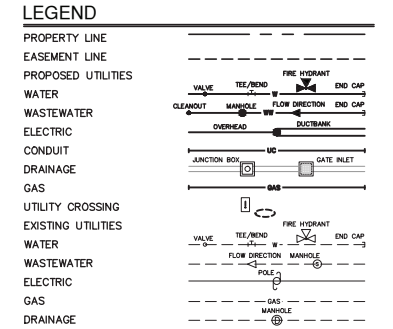 LEGEND
PROPERTY LINE
EASEMENT LINE
PROPOSED UTILITIES
FIRE HYDRANT
WATER VALVE TEE/BEND W END CAP
CLEANOUT MANHOLE FLOW DIRECTION END CAP
WASTEWATER WW
ELECTRIC OVERHEAD DUCTBANK
CONDUIT UC
JUNCTION BOX GATE INLET
DRAINAGE
GAS GAS
UTILITY CROSSING
EXISTING UTILITIES
FIRE HYDRANT
WATER VALVE TEE/BEND W END CAP
FLOW DIRECTION MANHOLE
WASTEWATER S
POLE
ELECTRIC
GAS GAS
MANHOLE
DRAINAGE D